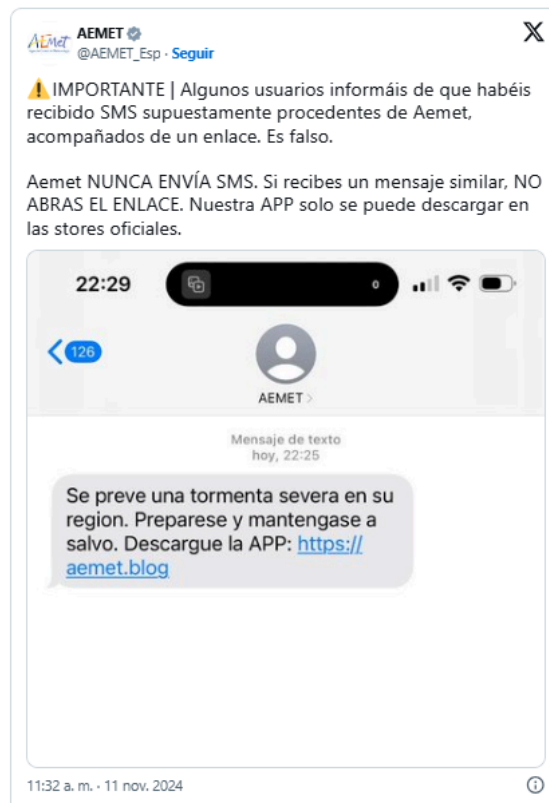 AEMet
AEMET
@AEMET_Esp · Seguir
⚠️IMPORTANTE | Algunos usuarios informáis de que habéis
recibido SMS supuestamente procedentes de Aemet,
acompañados de un enlace. Es falso.
Aemet NUNCA ENVÍA SMS. Si recibes un mensaje similar, NO
ABRAS EL ENLACE. Nuestra APP solo se puede descargar en
las stores oficiales.
22:29
126
AEMET >
Mensaje de texto
hoy, 22:25
Se preve una tormenta severa en su
region. Preparese y mantengase a
salvo. Descargue la APP: https://
aemet.blog
11:32 a. m. · 11 nov. 2024